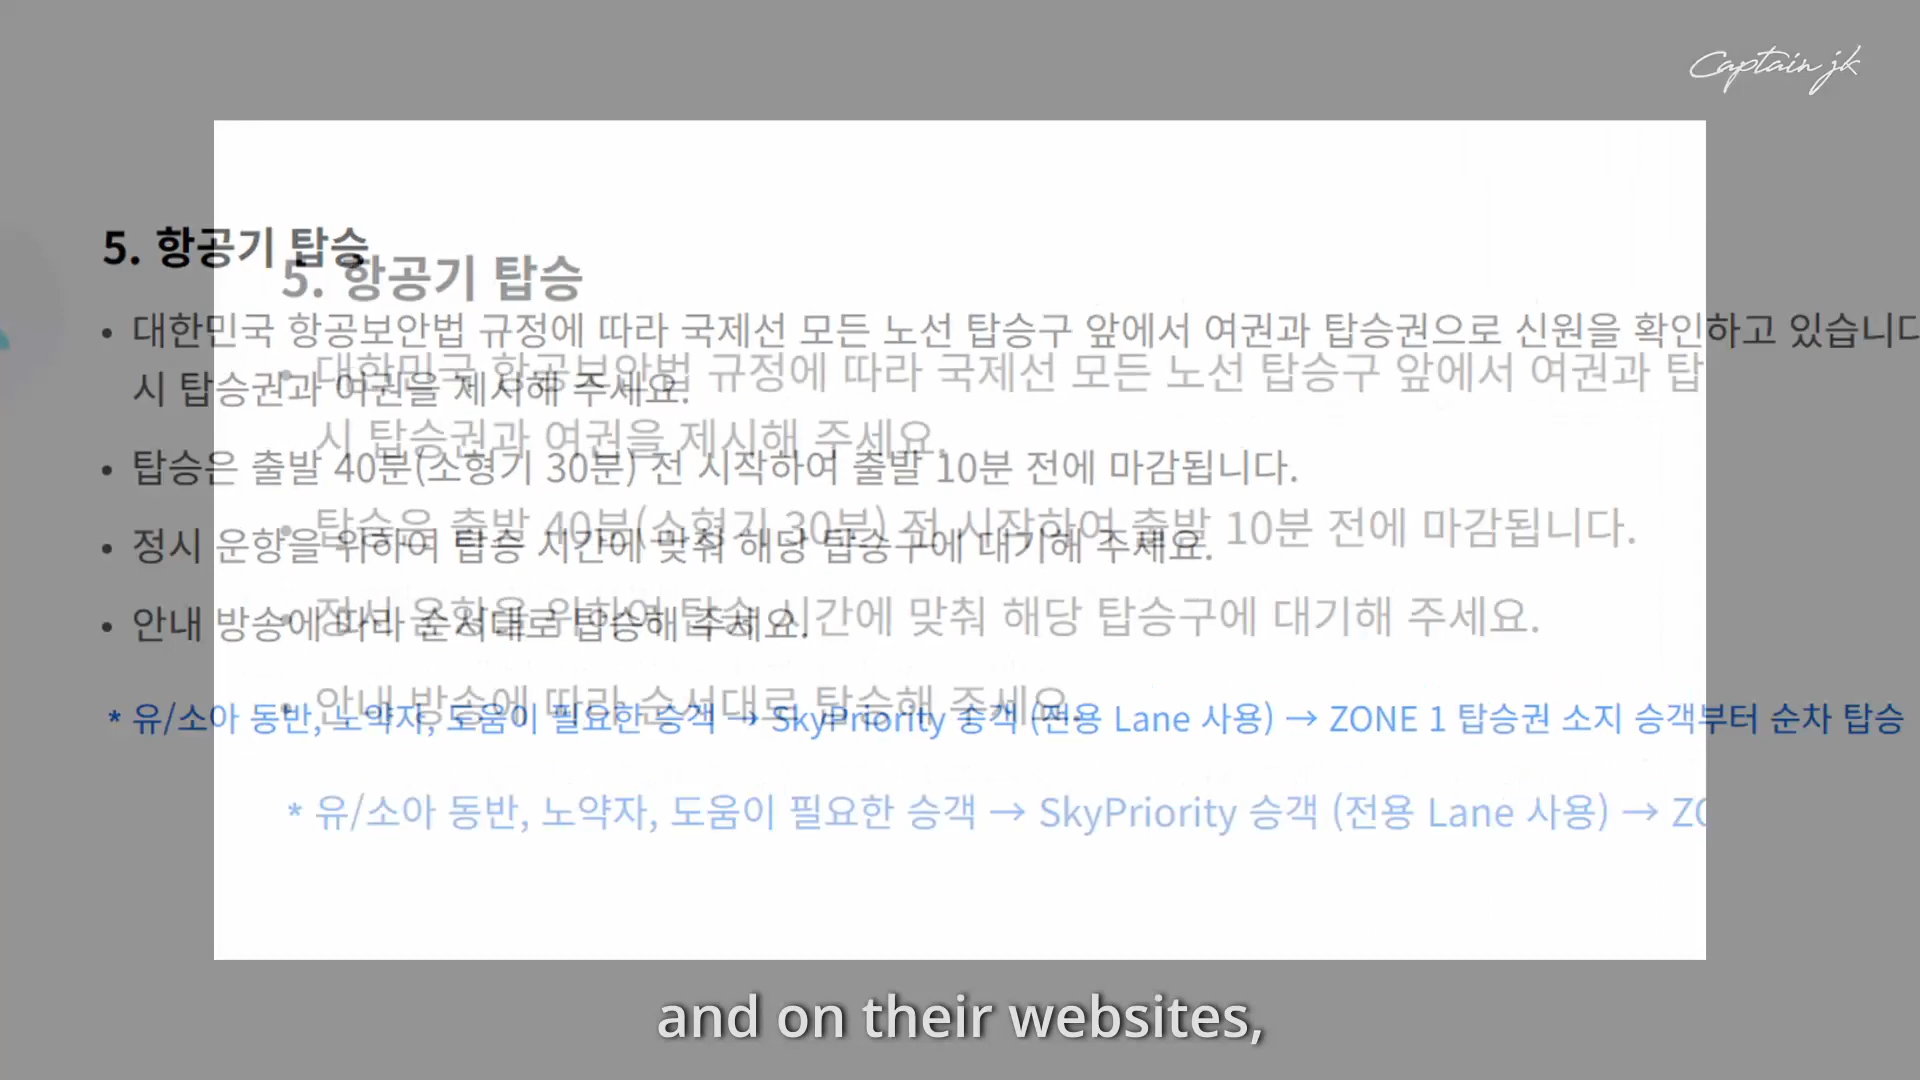 Captain jk
5. 항공기 탑승
• 대한민국 항공보안법 규정에 따라 국제선 모든 노선 탑승구 앞에서 여권과 탑승권으로 신원을 확인하고 있습니다
시 탑승권과 여권을 제시해 주세요.
• 탑승은 출발 40분(소형기 30분) 전 시작하여 출발 10분 전에 마감됩니다.
• 정시 운항을 위하여 탑승 시간에 맞춰 해당 탑승구에 대기해 주세요.
• 안내 방송에 따라 순서대로 탑승해 주세요.
* 유/소아 동반, 노약자, 도움이 필요한 승객 → SkyPriority 승객 (전용 Lane 사용) → ZONE 1 탑승권 소지 승객부터 순차 탑승
5. 항공기 탑승
• 대한민국 항공보안법 규정에 따라 국제선 모든 노선 탑승구 앞에서 여권과 탑
시 탑승권과 여권을 제시해 주세요.
• 탑승은 출발 40분(소형기 30분) 전 시작하여 출발 10분 전에 마감됩니다.
• 정시 운항을 위하여 탑승 시간에 맞춰 해당 탑승구에 대기해 주세요.
• 안내 방송에 따라 순서대로 탑승해 주세요.
* 유/소아 동반, 노약자, 도움이 필요한 승객 → SkyPriority 승객 (전용 Lane 사용) → ZO
and on their websites,